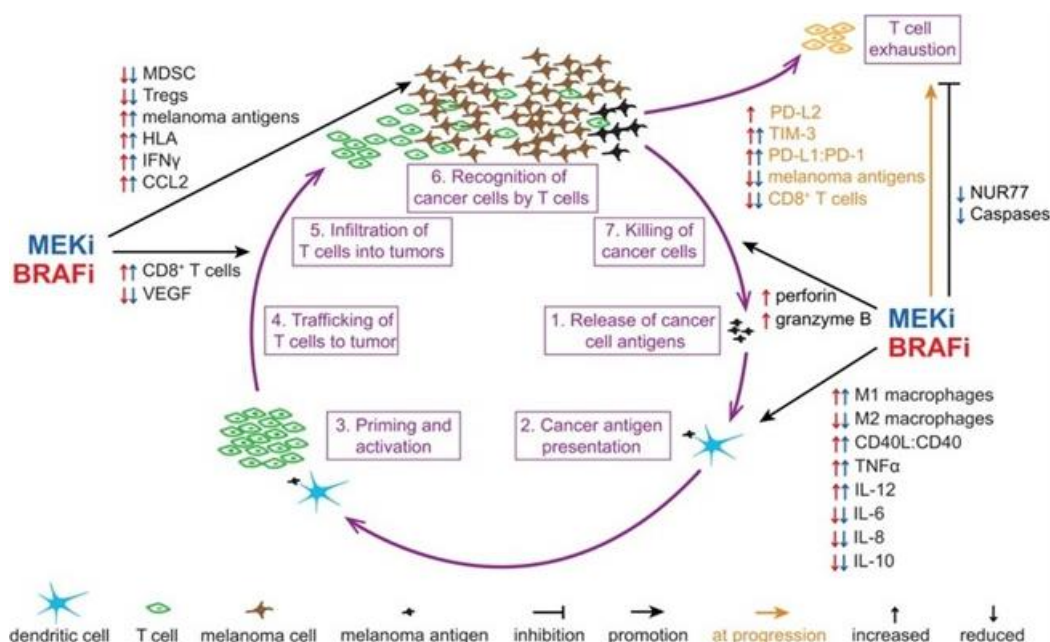 T cell
exhaustion
↓↓ MDSC
↓↓ Tregs
↑↑ melanoma antigens
↑↑ HLA
↑↑ IFNγ
↑↑ CCL2
↑ PD-L2
↑↑ TIM-3
↑↑ PD-L1:PD-1
↓↓ melanoma antigens
↓↓ CD8⁺ T cells
↓ NUR77
↓ Caspases
6. Recognition of
cancer cells by T cells
5. Infiltration of
T cells into tumors
7. Killing of
cancer cells
MEKi
BRAFi
↑↑ CD8⁺ T cells
↓↓ VEGF
4. Trafficking of
T cells to tumor
1. Release of cancer
cell antigens
↑ perforin
↑ granzyme B
MEKi
BRAFi
3. Priming and
activation
2. Cancer antigen
presentation
↑↑ M1 macrophages
↓↓ M2 macrophages
↑↑ CD40L:CD40
↑↑ TNFα
↑↑ IL-12
↓↓ IL-6
↓↓ IL-8
↓↓ IL-10
dendritic cell
T cell
melanoma cell
melanoma antigen
inhibition
promotion
at progression
increased
reduced